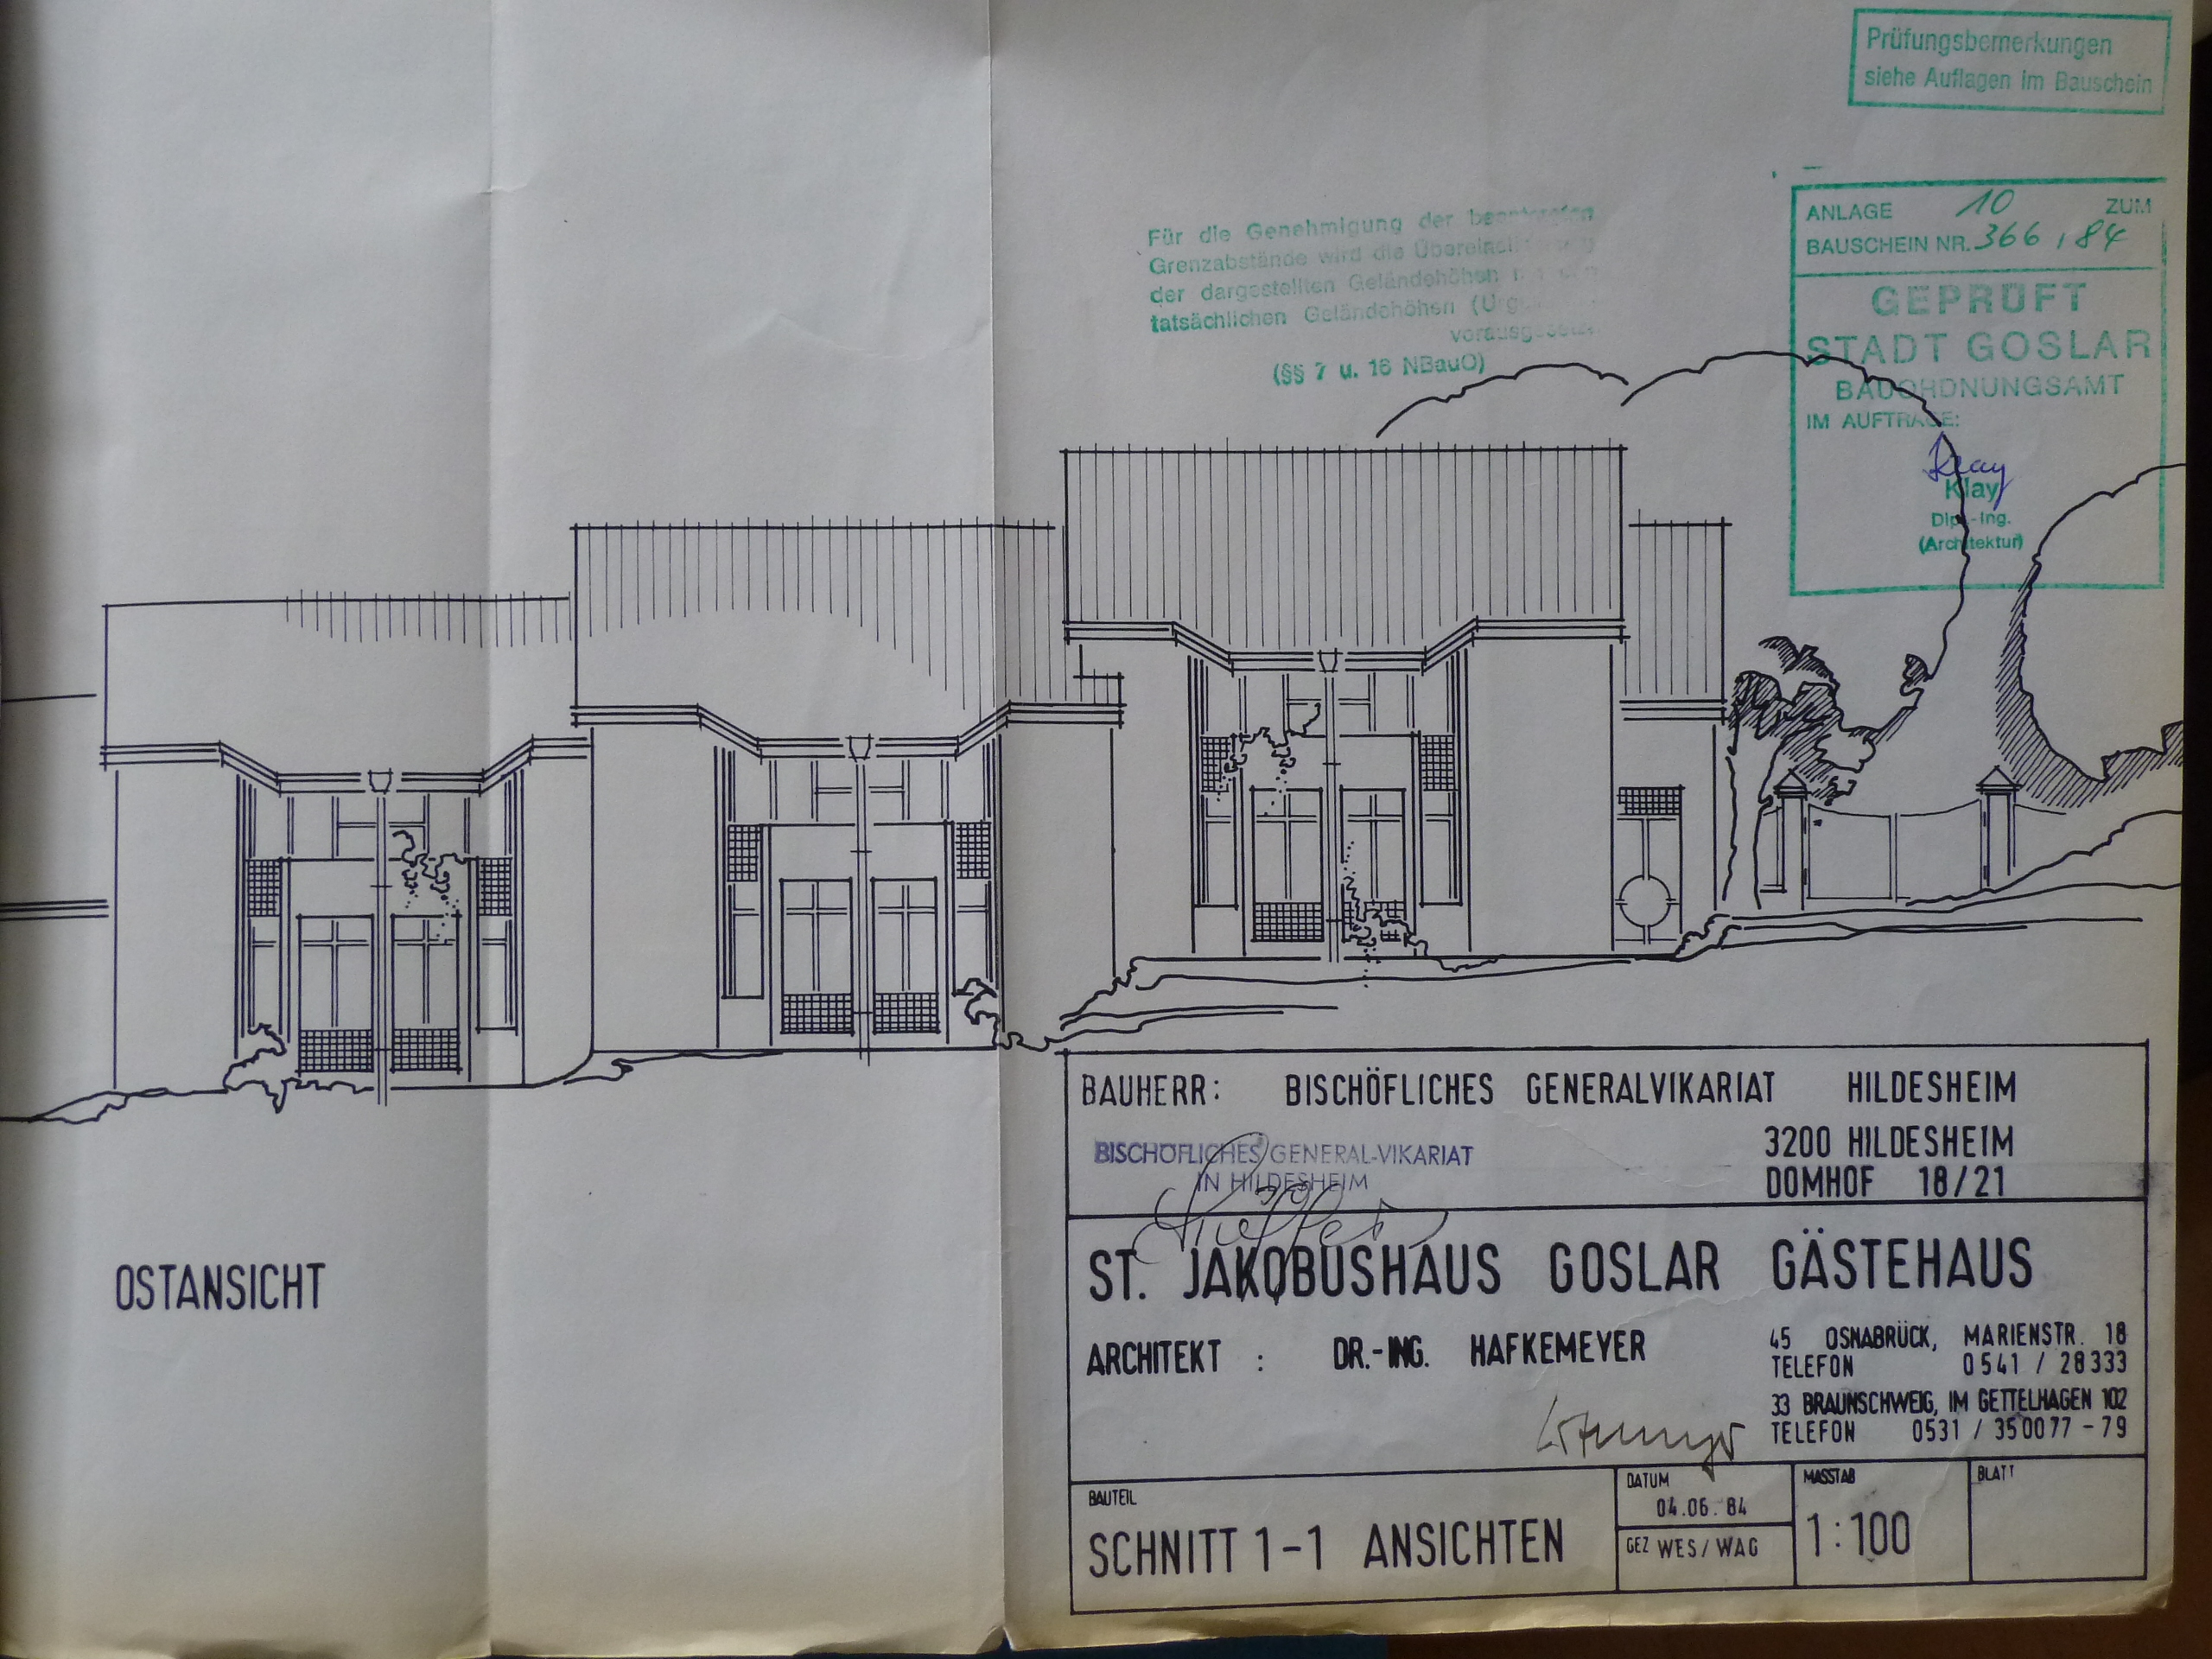 Prüfungsbemerkungen
siehe Auflagen im Bauschein
Für die Genehmigung der
Grenzabstände wird die
der dargestellten Geländehöhen
tatsächlichen Geländehöhen
(§§ 7 u. 16 NBauO)
ANLAGE 10 ZUM
BAUSCHEIN NR. 366 / 84
GEPRÜFT
STADT GOSLAR
BAUORDNUNGSAMT
IM AUFTRAGE:
Klay
Klay
Dipl.-Ing.
(Architektur)
OSTANSICHT
BAUHERR: BISCHÖFLICHES GENERALVIKARIAT HILDESHEIM
3200 HILDESHEIM
DOMHOF 18/21
BISCHÖFLICHES GENERAL-VIKARIAT
IN HILDESHEIM
ST. JAKOBUSHAUS GOSLAR GÄSTEHAUS
ARCHITEKT : DR.-ING. HAFKEMEYER
45 OSNABRÜCK, MARIENSTR. 18
TELEFON 0541 / 28333
33 BRAUNSCHWEIG, IM GETTELHAGEN 102
TELEFON 0531 / 350077-79
BAUTEIL
SCHNITT 1-1 ANSICHTEN
DATUM
04.06.84
GEZ WES/WAG
MASSTAB
1:100
BLATT